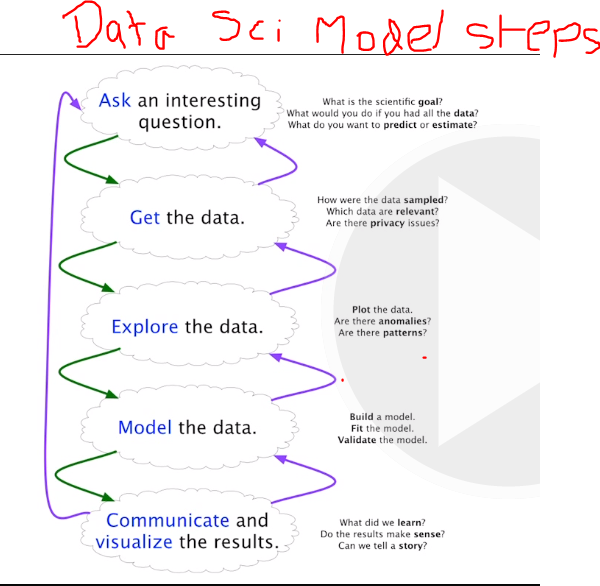 Data Sci Model steps
Ask an interesting
question.
What is the scientific goal?
What would you do if you had all the data?
What do you want to predict or estimate?
Get the data.
How were the data sampled?
Which data are relevant?
Are there privacy issues?
Explore the data.
Plot the data.
Are there anomalies?
Are there patterns?
Model the data.
Build a model.
Fit the model.
Validate the model.
Communicate and
visualize the results.
What did we learn?
Do the results make sense?
Can we tell a story?